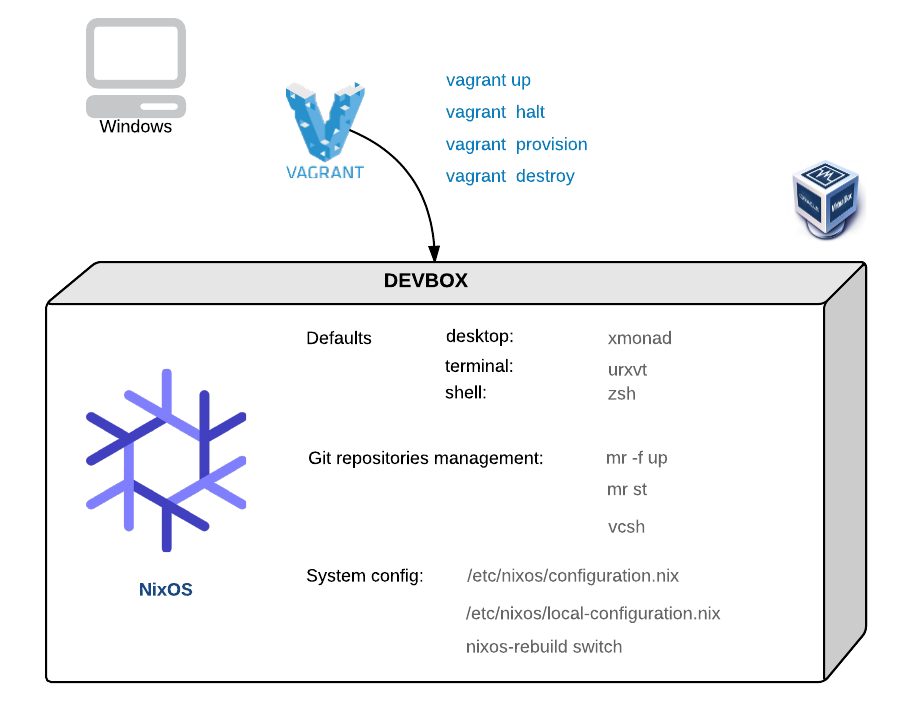 Windows
VAGRANT
vagrant up
vagrant halt
vagrant provision
vagrant destroy
ORACLE
VirtualBox
DEVBOX
Defaults desktop: xmonad
terminal: urxvt
shell: zsh
Git repositories management: mr -f up
mr st
vcsh
System config: /etc/nixos/configuration.nix
/etc/nixos/local-configuration.nix
nixos-rebuild switch
NixOS